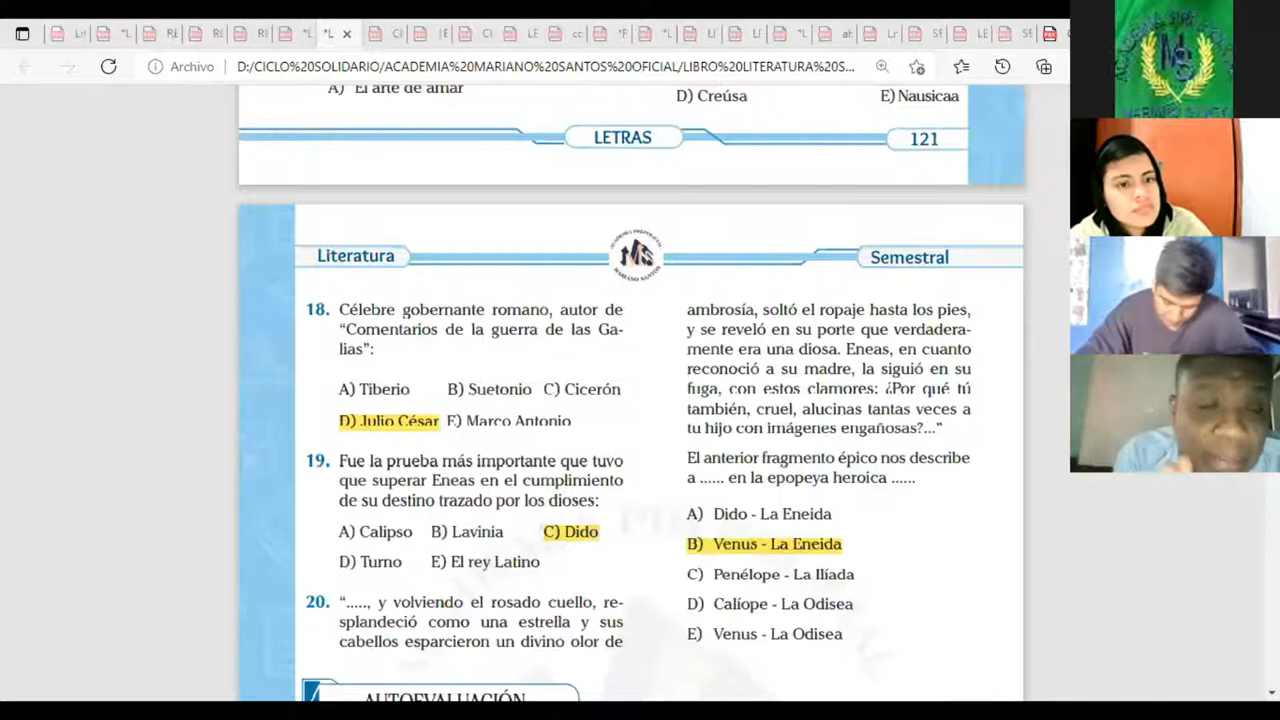 Archivo
D:/CICLO%20SOLIDARIO/ACADEMIA%20MARIANO%20SANTOS%20OFICIAL/LIBRO%20LITERATURA%20S...
A) El arte de amar
D) Creúsa
E) Nausicaa
LETRAS
121
Literatura
Semestral
18. Célebre gobernante romano, autor de
“Comentarios de la guerra de las Ga-
lias”:
A) Tiberio B) Suetonio C) Cicerón
D) Julio César E) Marco Antonio
19. Fue la prueba más importante que tuvo
que superar Eneas en el cumplimiento
de su destino trazado por los dioses:
A) Calipso B) Lavinia C) Dido
D) Turno E) El rey Latino
20. “....., y volviendo el rosado cuello, re-
splandeció como una estrella y sus
cabellos esparcieron un divino olor de
ambrosía, soltó el ropaje hasta los pies,
y se reveló en su porte que verdadera-
mente era una diosa. Eneas, en cuanto
reconoció a su madre, la siguió en su
fuga, con estos clamores: ¿Por qué tú
también, cruel, alucinas tantas veces a
tu hijo con imágenes engañosas?...”
El anterior fragmento épico nos describe
a ...... en la epopeya heroica ......
A) Dido - La Eneida
B) Venus - La Eneida
C) Penélope - La Ilíada
D) Calíope - La Odisea
E) Venus - La Odisea
AUTOEVALUACIÓN